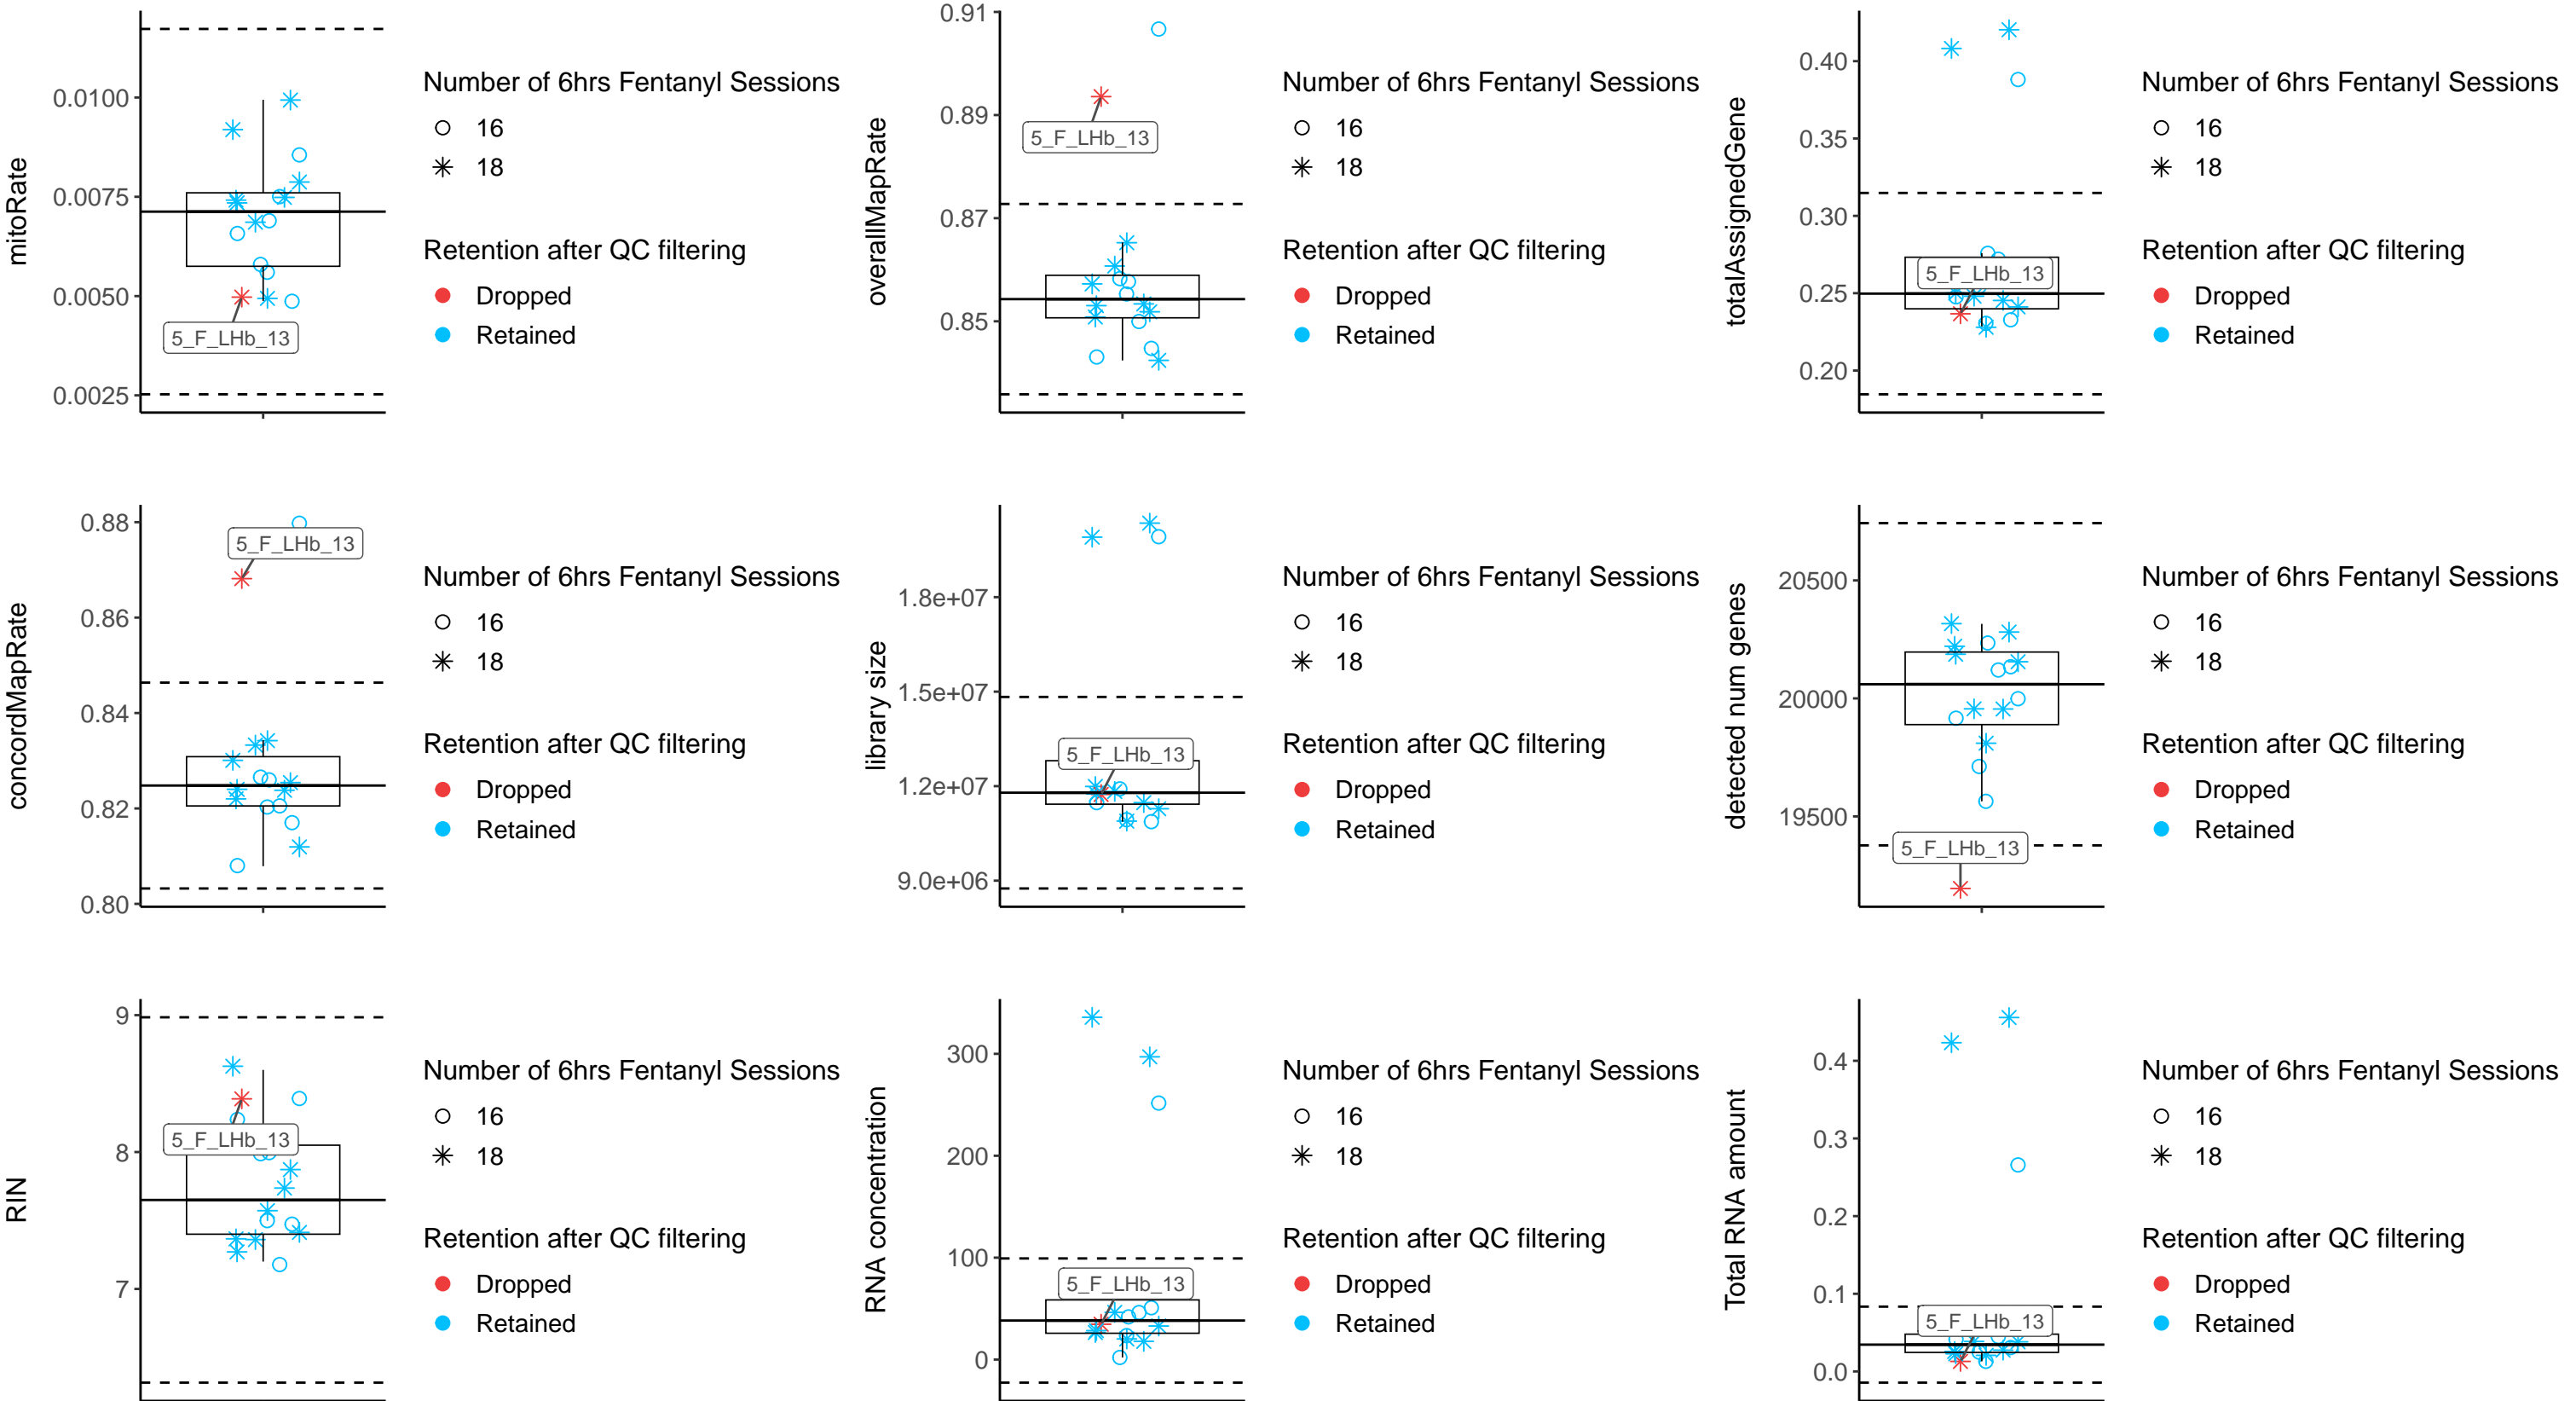 mitoRate
0.0100
0.0075
0.0050
0.0025
5_F_LHb_13
Number of 6hrs Fentanyl Sessions
16
18
Retention after QC filtering
Dropped
Retained
overallMapRate
0.91
0.89
0.87
0.85
5_F_LHb_13
Number of 6hrs Fentanyl Sessions
16
18
Retention after QC filtering
Dropped
Retained
totalAssignedGene
0.40
0.35
0.30
0.25
0.20
5_F_LHb_13
Number of 6hrs Fentanyl Sessions
16
18
Retention after QC filtering
Dropped
Retained
concordMapRate
0.88
0.86
0.84
0.82
0.80
5_F_LHb_13
Number of 6hrs Fentanyl Sessions
16
18
Retention after QC filtering
Dropped
Retained
library size
1.8e+07
1.5e+07
1.2e+07
9.0e+06
5_F_LHb_13
Number of 6hrs Fentanyl Sessions
16
18
Retention after QC filtering
Dropped
Retained
detected num genes
20500
20000
19500
5_F_LHb_13
Number of 6hrs Fentanyl Sessions
16
18
Retention after QC filtering
Dropped
Retained
RIN
9
8
7
5_F_LHb_13
Number of 6hrs Fentanyl Sessions
16
18
Retention after QC filtering
Dropped
Retained
RNA concentration
300
200
100
0
5_F_LHb_13
Number of 6hrs Fentanyl Sessions
16
18
Retention after QC filtering
Dropped
Retained
Total RNA amount
0.4
0.3
0.2
0.1
0.0
5_F_LHb_13
Number of 6hrs Fentanyl Sessions
16
18
Retention after QC filtering
Dropped
Retained